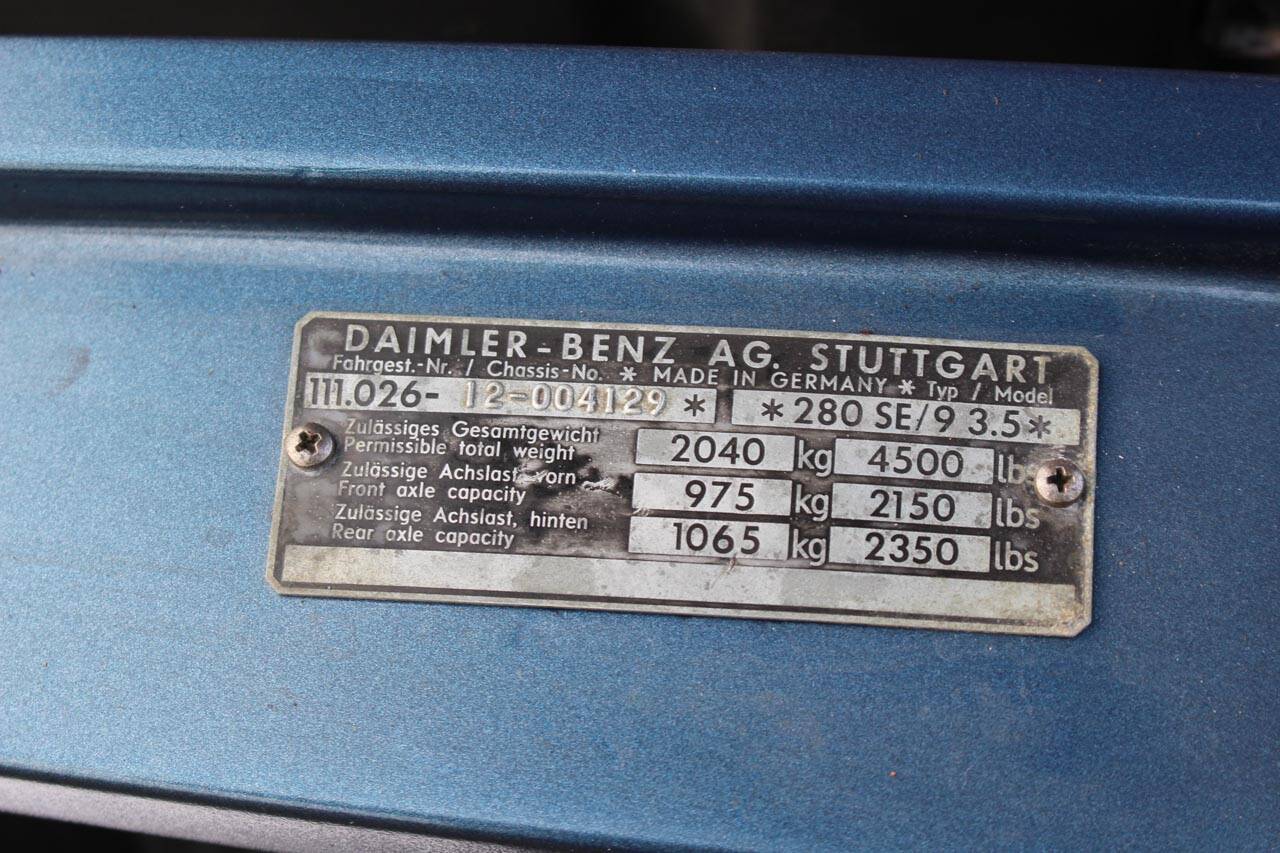 DAIMLER-BENZ AG. STUTTGART
Fahrgest.-Nr. / Chassis-No. * MADE IN GERMANY * Typ / Model
111.026- 12-004129 * * 280 SE/9 3.5 *
Zulässiges Gesamtgewicht
Permissible total weight 2040 kg 4500 lbs
Zulässige Achslast, vorn
Front axle capacity 975 kg 2150 lbs
Zulässige Achslast, hinten
Rear axle capacity 1065 kg 2350 lbs